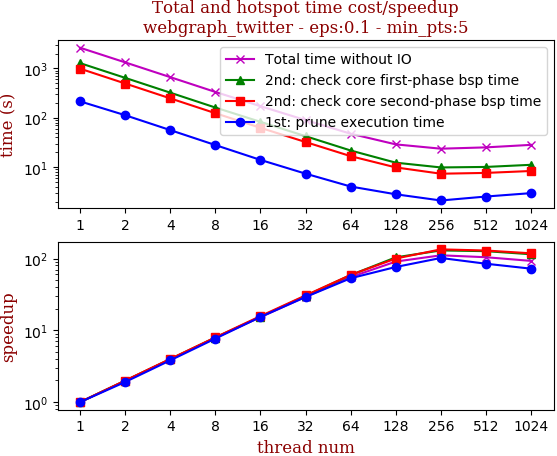 Total and hotspot time cost/speedup
webgraph_twitter - eps:0.1 - min_pts:5
Total time without IO
2nd: check core first-phase bsp time
2nd: check core second-phase bsp time
1st: prune execution time
time (s)
10^3
10^2
10^1
1 2 4 8 16 32 64 128 256 512 1024
speedup
10^2
10^1
10^0
1 2 4 8 16 32 64 128 256 512 1024
thread num